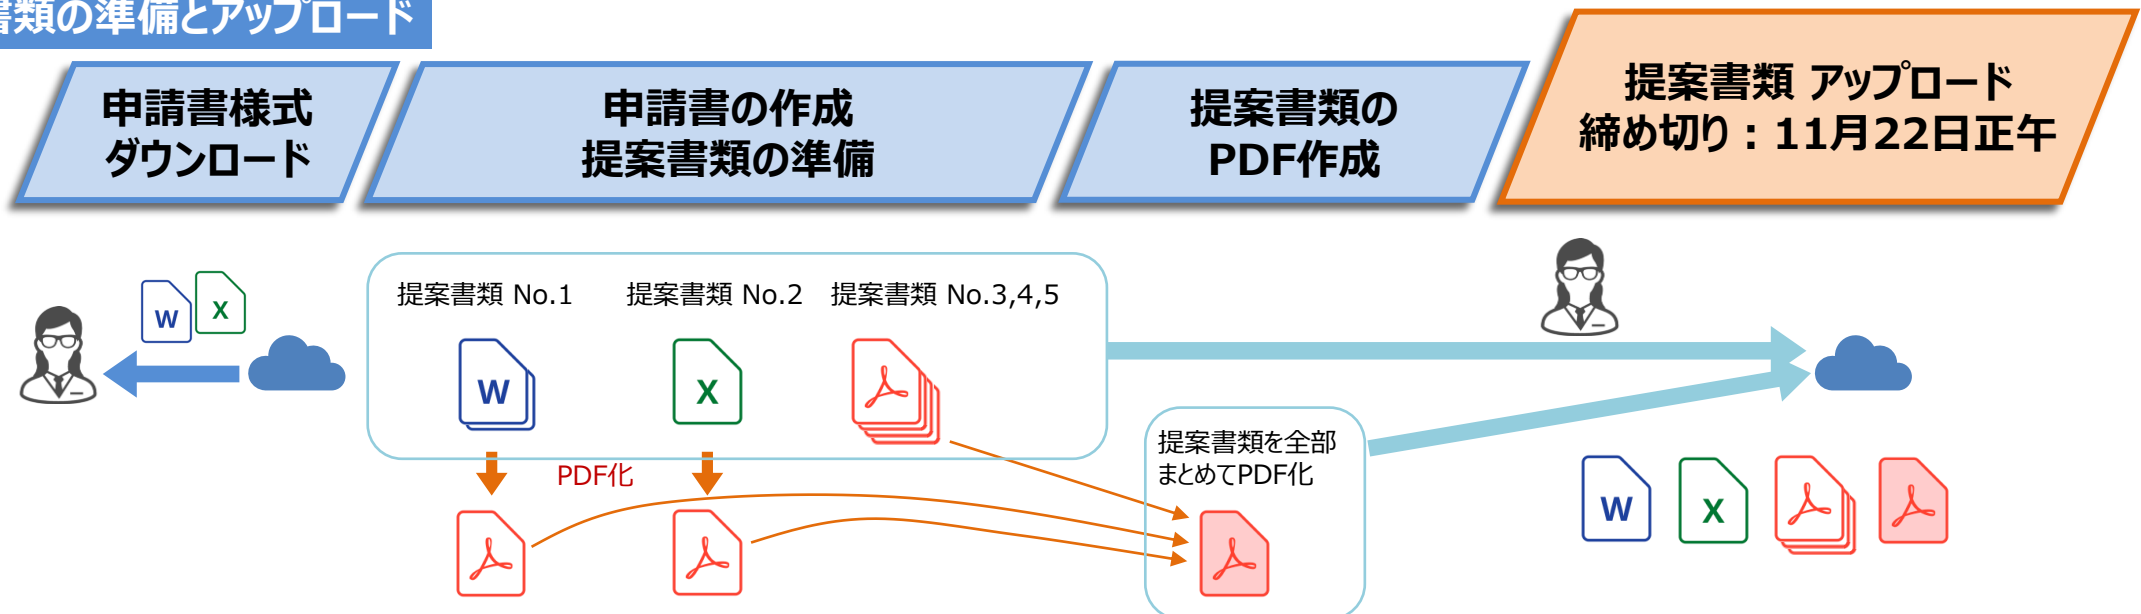 書類の準備とアップロード
申請書様式
ダウンロード
申請書の作成
提案書類の準備
提案書類の
PDF作成
提案書類 アップロード
締め切り：11月22日正午
提案書類 No.1
提案書類 No.2
提案書類 No.3,4,5
W
X
W
X
PDF化
提案書類を全部
まとめてPDF化
W
X